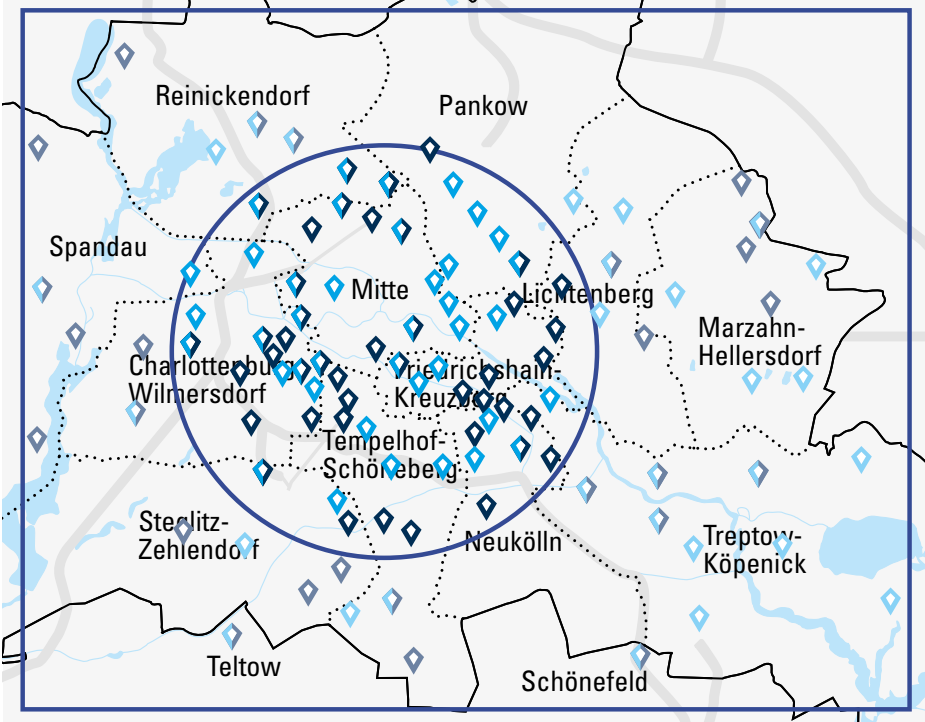 Reinickendorf
Pankow
Spandau
Mitte
Lichtenberg
Marzahn-
Hellersdorf
Charlottenburg
Wilmersdorf
Friedrichshain-
Kreuzberg
Tempelhof-
Schöneberg
Steglitz-
Zehlendorf
Neukölln
Treptow-
Köpenick
Teltow
Schönefeld